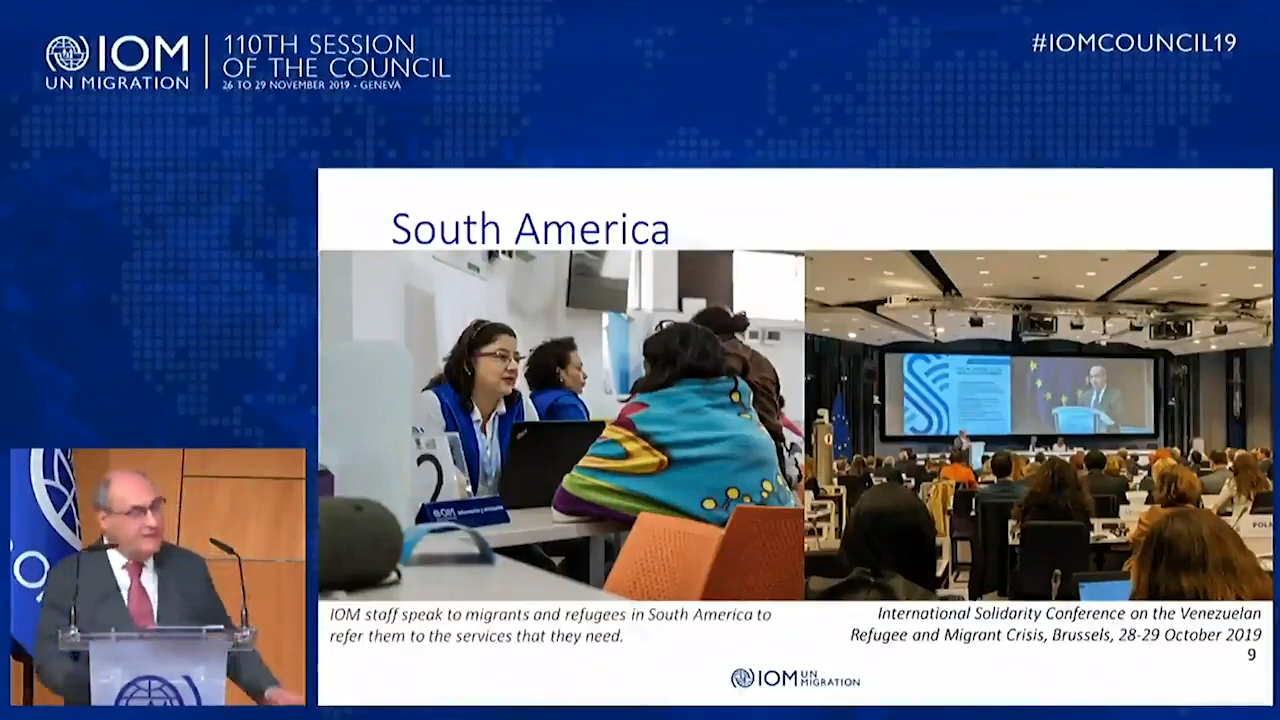 IOM
UN MIGRATION
110TH SESSION
OF THE COUNCIL
26 TO 29 NOVEMBER 2019 - GENEVA
#IOMCOUNCIL19
South America
IOM
IOM staff speak to migrants and refugees in South America to
refer them to the services that they need.
International Solidarity Conference on the Venezuelan
Refugee and Migrant Crisis, Brussels, 28-29 October 2019
9
IOM UN
MIGRATION